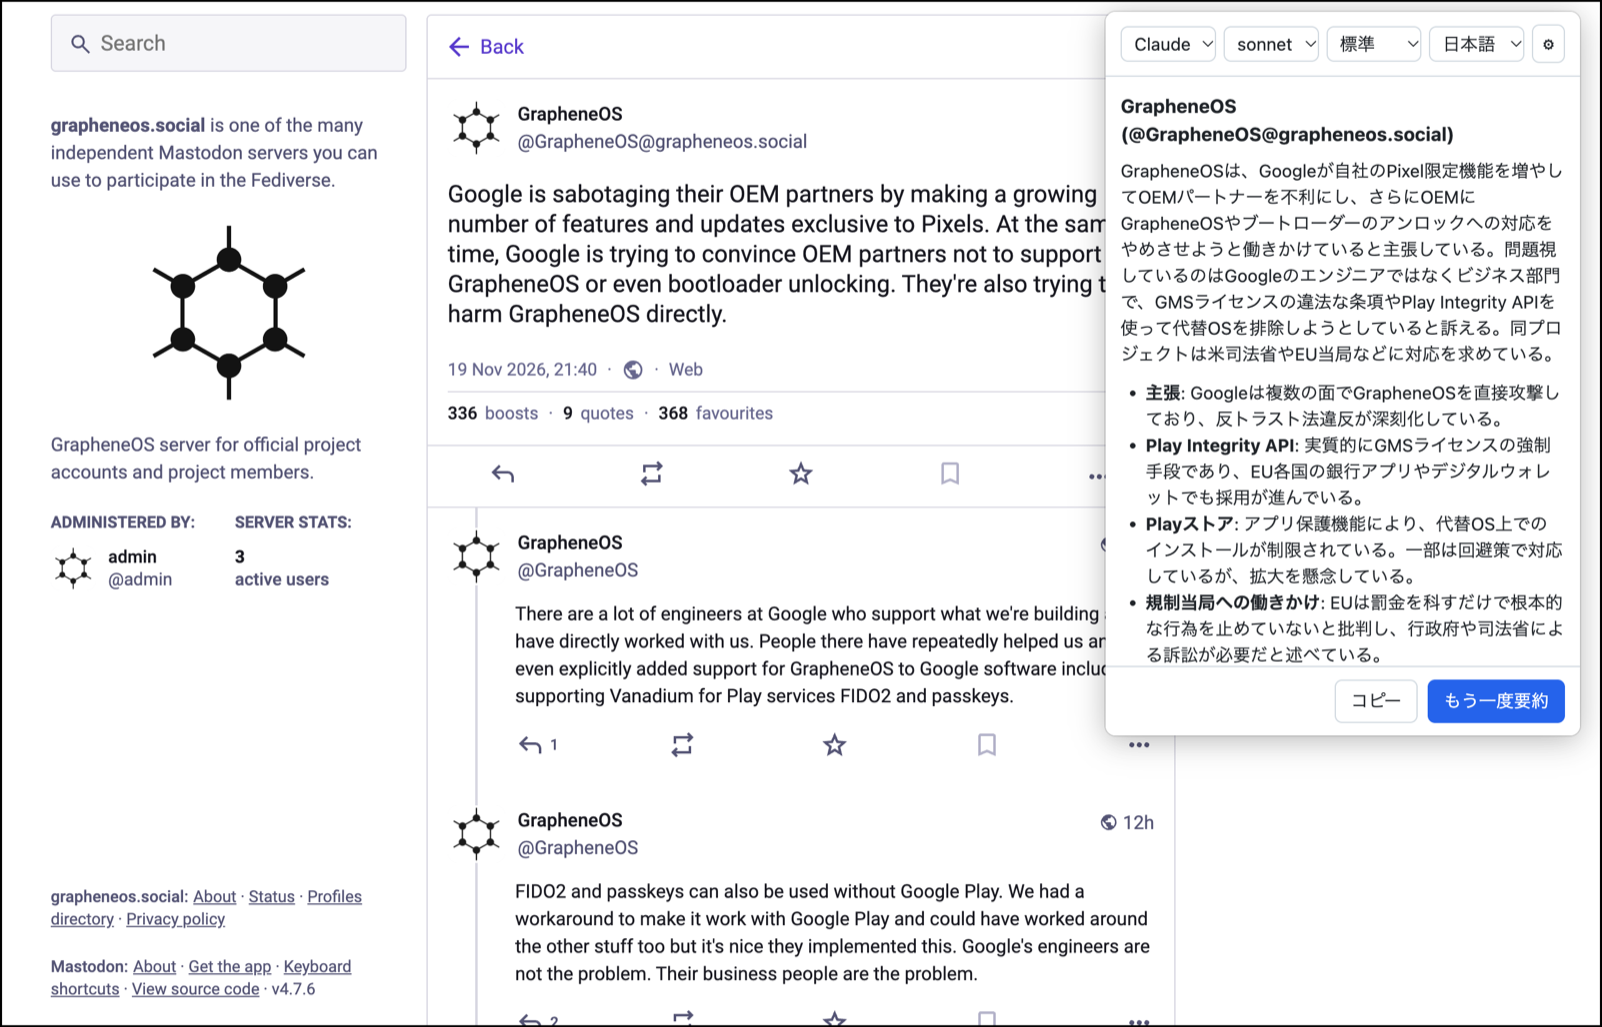 Search
grapheneos.social is one of the many
independent Mastodon servers you can
use to participate in the Fediverse.
GrapheneOS server for official project
accounts and project members.
ADMINISTERED BY:
admin
@admin
SERVER STATS:
3
active users
grapheneos.social: About · Status · Profiles
directory · Privacy policy
Mastodon: About · Get the app · Keyboard
shortcuts · View source code · v4.7.6
Back
GrapheneOS
@GrapheneOS@grapheneos.social
Google is sabotaging their OEM partners by making a growing
number of features and updates exclusive to Pixels. At the sam
time, Google is trying to convince OEM partners not to support
GrapheneOS or even bootloader unlocking. They're also trying t
harm GrapheneOS directly.
19 Nov 2026, 21:40 · Web
336 boosts · 9 quotes · 368 favourites
GrapheneOS
@GrapheneOS
There are a lot of engineers at Google who support what we're building
have directly worked with us. People there have repeatedly helped us an
even explicitly added support for GrapheneOS to Google software includ
supporting Vanadium for Play services FIDO2 and passkeys.
1
GrapheneOS
@GrapheneOS
12h
FIDO2 and passkeys can also be used without Google Play. We had a
workaround to make it work with Google Play and could have worked around
the other stuff too but it's nice they implemented this. Google's engineers are
not the problem. Their business people are the problem.
2
Claude
sonnet
標準
日本語
GrapheneOS
(@GrapheneOS@grapheneos.social)
GrapheneOSは、Googleが自社のPixel限定機能を増やし
てOEMパートナーを不利にし、さらにOEMに
GrapheneOSやブートローダーのアンロックへの対応を
やめさせようと働きかけていると主張している。問題視
しているのはGoogleのエンジニアではなくビジネス部門
で、GMSライセンスの違法な条項やPlay Integrity APIを
使って代替OSを排除しようとしていると訴える。同プロ
ジェクトは米司法省やEU当局などに対応を求めている。
• 主張: Googleは複数の面でGrapheneOSを直接攻撃し
ており、反トラスト法違反が深刻化している。
• Play Integrity API: 実質的にGMSライセンスの強制
手段であり、EU各国の銀行アプリやデジタルウォレ
ットでも採用が進んでいる。
• Playストア: アプリ保護機能により、代替OS上での
インストールが制限されている。一部は回避策で対応
しているが、拡大を懸念している。
• 規制当局への働きかけ: EUは罰金を科すだけで根本的
な行為を止めていないと批判し、行政府や司法省によ
る訴訟が必要だと述べている。
コピー
もう一度要約